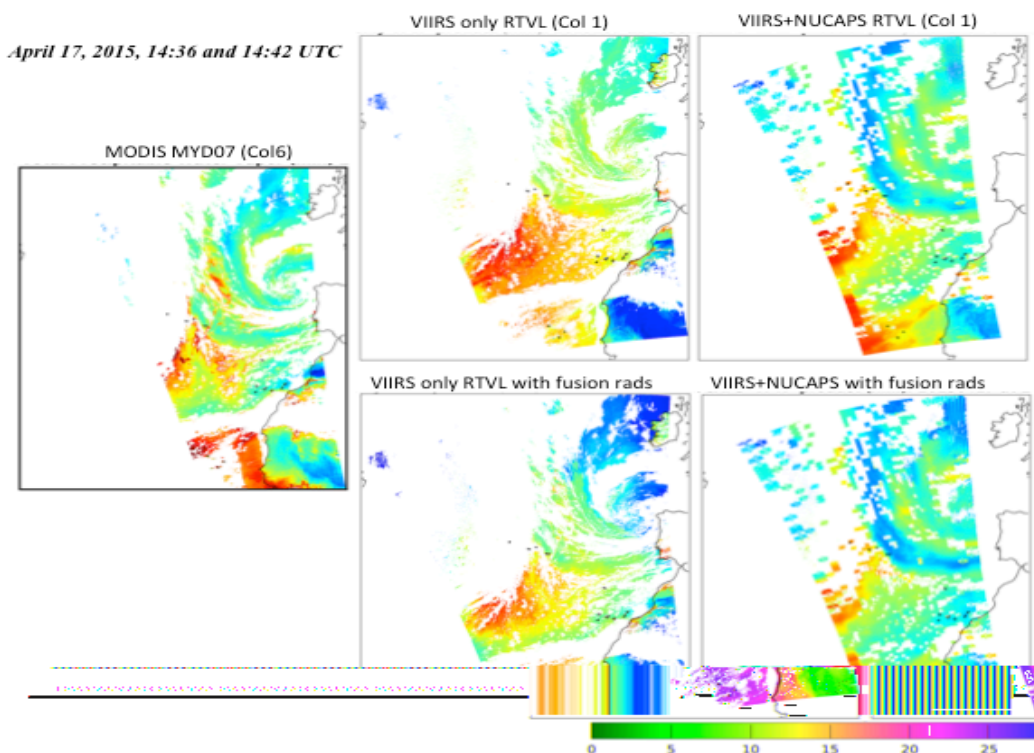 VIIRS only RTVL (Col 1)
VIIRS+NUCAPS RTVL (Col 1)
April 17, 2015, 14:36 and 14:42 UTC
MODIS MYD07 (Col6)
VIIRS only RTVL with fusion rads
VIIRS+NUCAPS with fusion rads
0 5 10 15 20 25